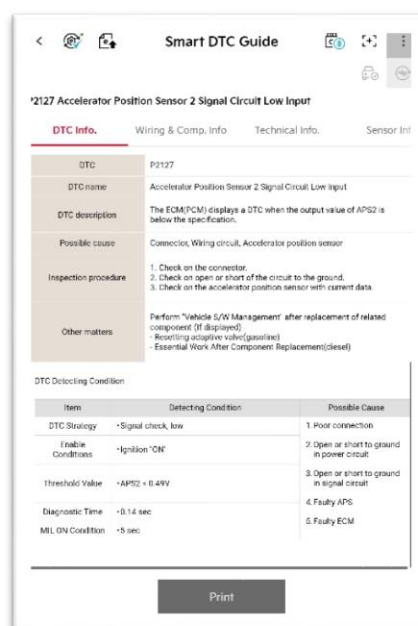 Smart DTC Guide
P2127 Accelerator Position Sensor 2 Signal Circuit Low Input
DTC Info.
Wiring & Comp. Info
Technical Info.
Sensor Inf
DTC
P2127
DTC name
Accelerator Position Sensor 2 Signal Circuit Low Input
DTC description
The ECM(PCM) displays a DTC when the output value of APS2 is
below the specification.
Possible cause
Connector, Wiring circuit, Accelerator position sensor
Inspection procedure
1. Check on the connector.
2. Check on open or short of the circuit to the ground.
3. Check on the accelerator position sensor with current data.
Other matters
Perform "Vehicle S/W Management" after replacement of related
component (If displayed)
- Resetting adaptive valve(gasoline)
- Essential Work After Component Replacement(diesel)
DTC Detecting Condition
Item
Detecting Condition
Possible Cause
DTC Strategy
•Signal check, low
Enable
Conditions
•Ignition "ON"
Threshold Value
•APS2 < 0.49V
Diagnostic Time
•0.14 sec
MIL ON Condition
•5 sec
1. Poor connection
2. Open or short to ground
in power circuit
3. Open or short to ground
in signal circuit
4. Faulty APS
5. Faulty ECM
Print